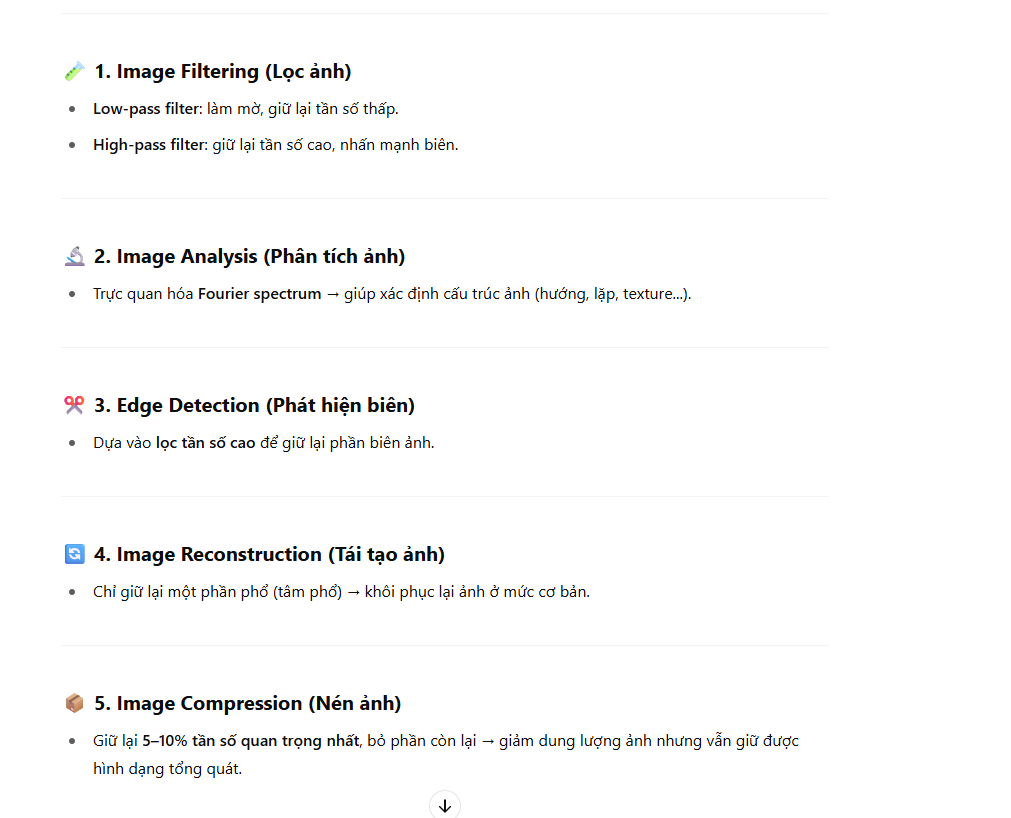 1. Image Filtering (Lọc ảnh)
Low-pass filter: làm mờ, giữ lại tần số thấp.
High-pass filter: giữ lại tần số cao, nhấn mạnh biên.
2. Image Analysis (Phân tích ảnh)
Trực quan hóa Fourier spectrum → giúp xác định cấu trúc ảnh (hướng, lặp, texture...).
3. Edge Detection (Phát hiện biên)
Dựa vào lọc tần số cao để giữ lại phần biên ảnh.
4. Image Reconstruction (Tái tạo ảnh)
Chỉ giữ lại một phần phổ (tâm phổ) → khôi phục lại ảnh ở mức cơ bản.
5. Image Compression (Nén ảnh)
Giữ lại 5–10% tần số quan trọng nhất, bỏ phần còn lại → giảm dung lượng ảnh nhưng vẫn giữ được
hình dạng tổng quát.